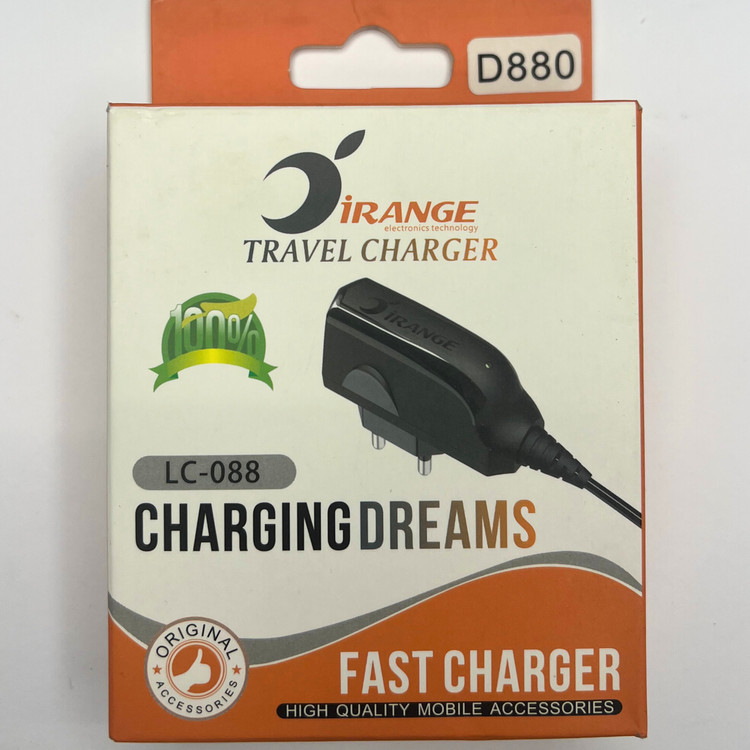 D880
iRANGE
electronics technology
TRAVEL CHARGER
100%
iRANGE
LC-088
CHARGING DREAMS
ORIGINAL
ACCESSORIES
FAST CHARGER
HIGH QUALITY MOBILE ACCESSORIES